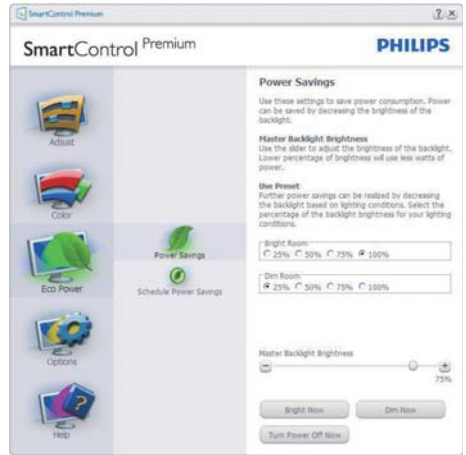 SmartControl Premium
SmartControl Premium
PHILIPS
Adjust
Color
Eco Power
Options
Help
Power Savings
Schedule Power Savings
Power Savings
Use these settings to save power consumption. Power
can be saved by decreasing the brightness of the
backlight.
Master Backlight Brightness
Use the slider to adjust the brightness of the backlight.
Lower percentage of brightness will use less watts of
power.
Use Preset
Further power savings can be realized by decreasing
the backlight based on lighting conditions. Select the
percentage of the backlight brightness for your lighting
conditions.
Bright Room
25% 50% 75% 100%
Dim Room
25% 50% 75% 100%
Master Backlight Brightness
75%
Bright Now Dim Now
Turn Power Off Now